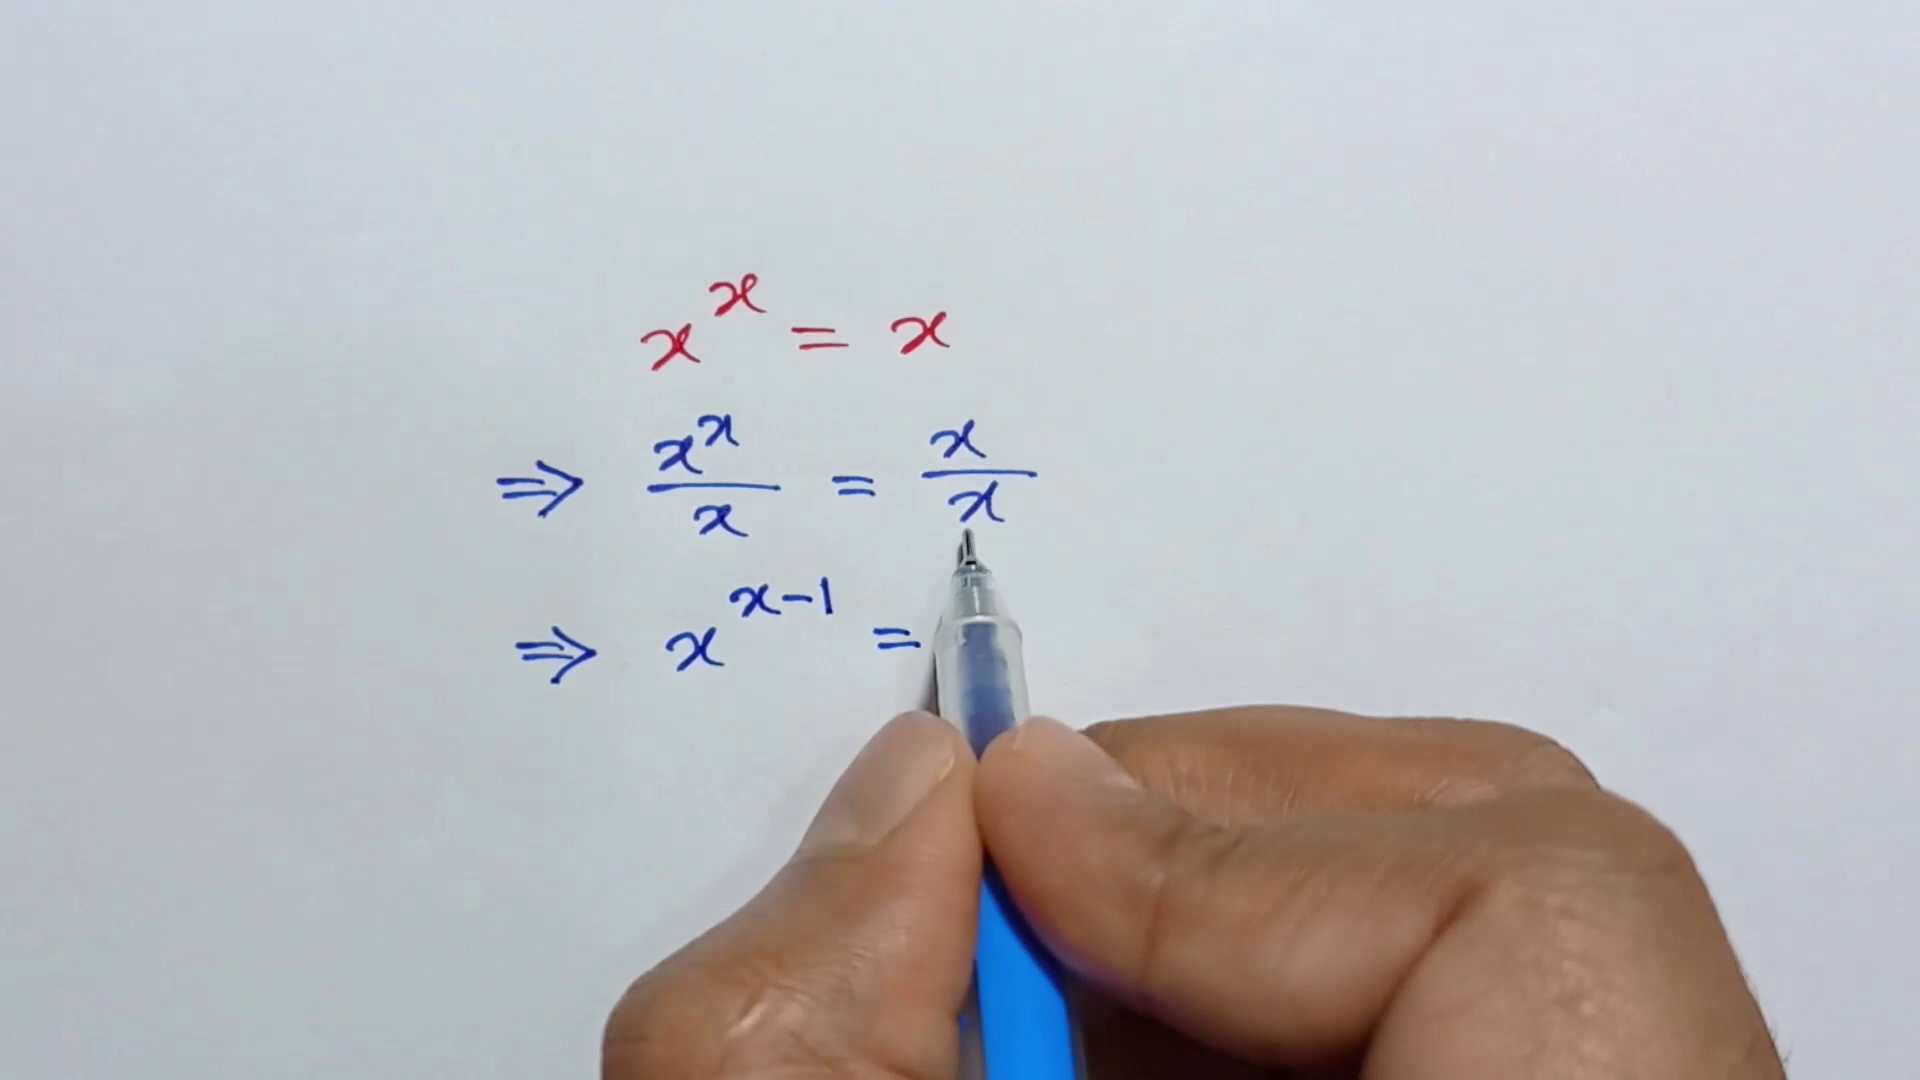 x^x = x
⇒ x^x/x = x/x
⇒ x^(x-1) =